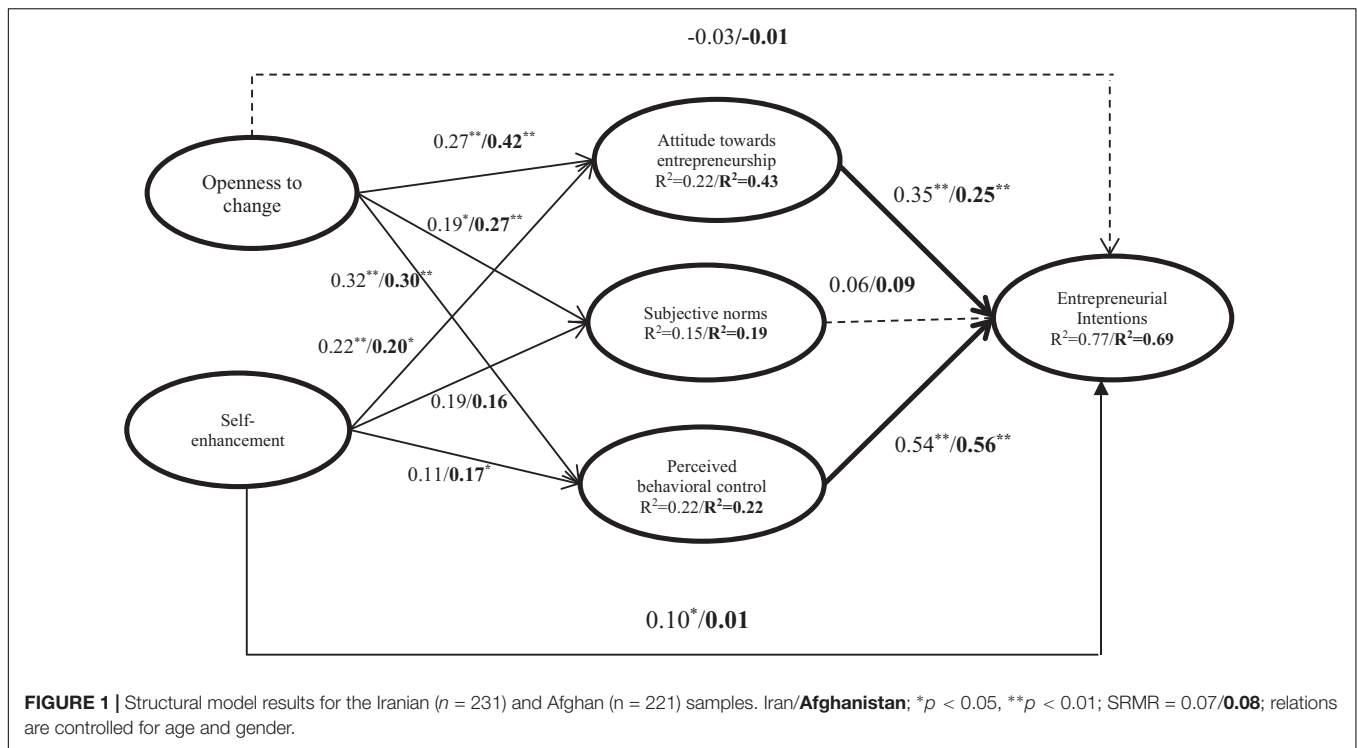 -0.03/-0.01
Openness to
change
0.27**/0.42**
0.19*/0.27**
0.32**/0.30**
0.22**/0.20*
0.19/0.16
0.11/0.17*
Self-
enhancement
Attitude towards
entrepreneurship
R²=0.22/R²=0.43
Subjective norms
R²=0.15/R²=0.19
Perceived
behavioral control
R²=0.22/R²=0.22
0.35**/0.25**
0.06/0.09
0.54**/0.56**
Entrepreneurial
Intentions
R²=0.77/R²=0.69
0.10*/0.01
FIGURE 1 | Structural model results for the Iranian (n = 231) and Afghan (n = 221) samples. Iran/Afghanistan; *p < 0.05, **p < 0.01; SRMR = 0.07/0.08; relations
are controlled for age and gender.